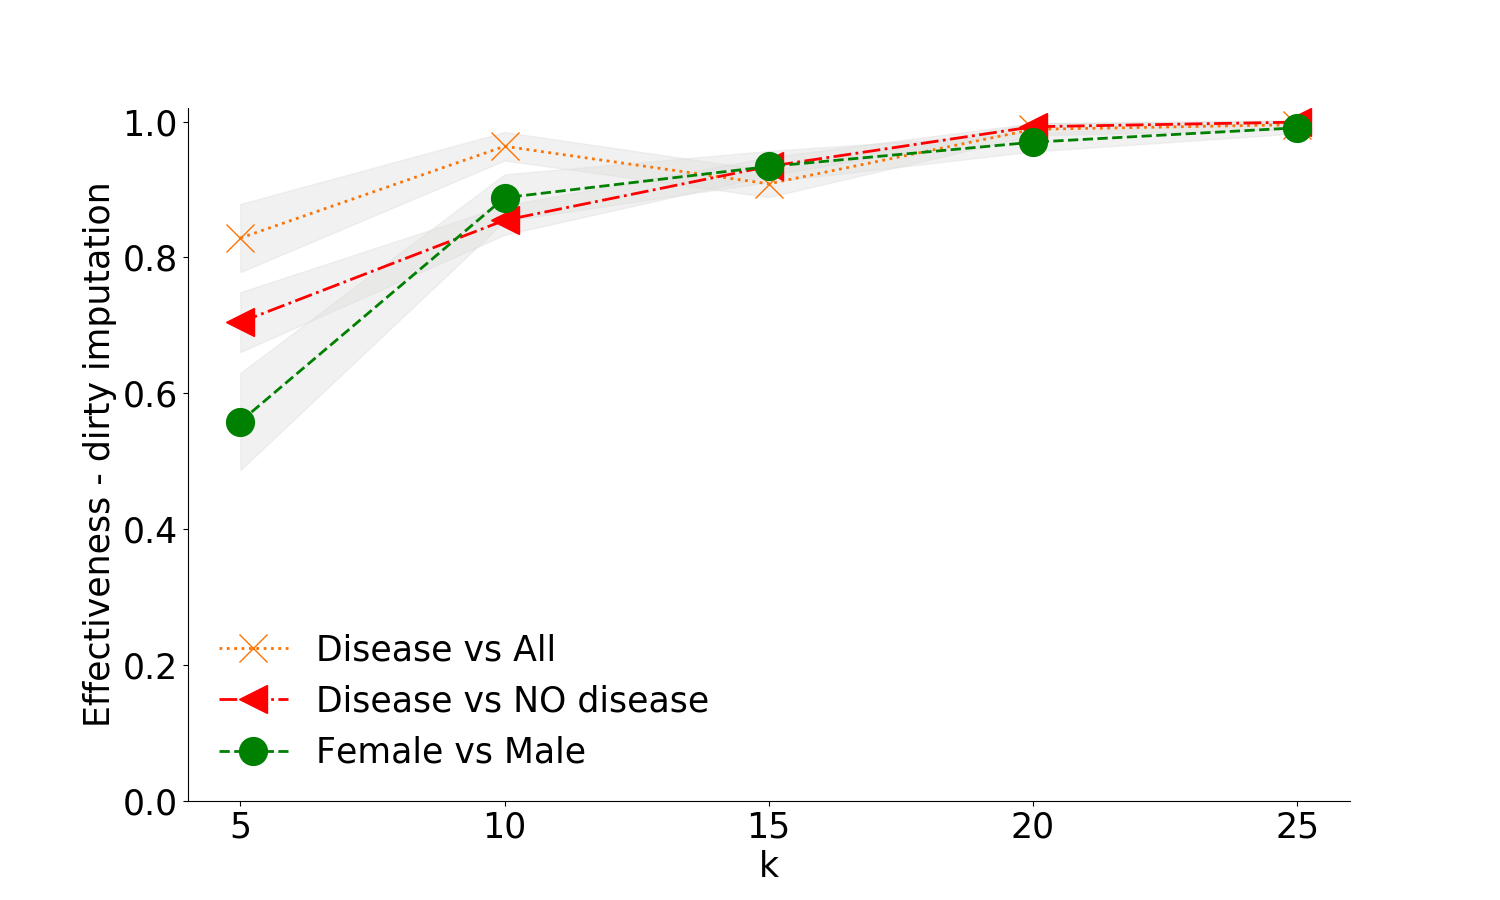 Effectiveness - dirty imputation
1.0
0.8
0.6
0.4
0.2
0.0
Disease vs All
Disease vs NO disease
Female vs Male
5 10 15 20 25
k